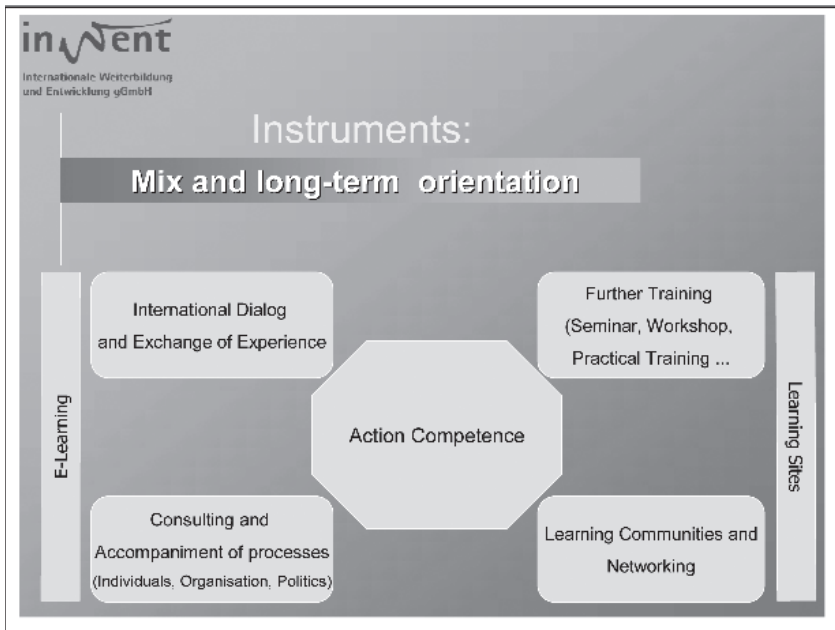 inWent
Internationale Weiterbildung
und Entwicklung gGmbH
Instruments:
Mix and long-term orientation
E-Learning
International Dialog
and Exchange of Experience
Further Training
(Seminar, Workshop,
Practical Training ...
Action Competence
Consulting and
Accompaniment of processes
(Individuals, Organisation, Politics)
Learning Communities and
Networking
Learning Sites